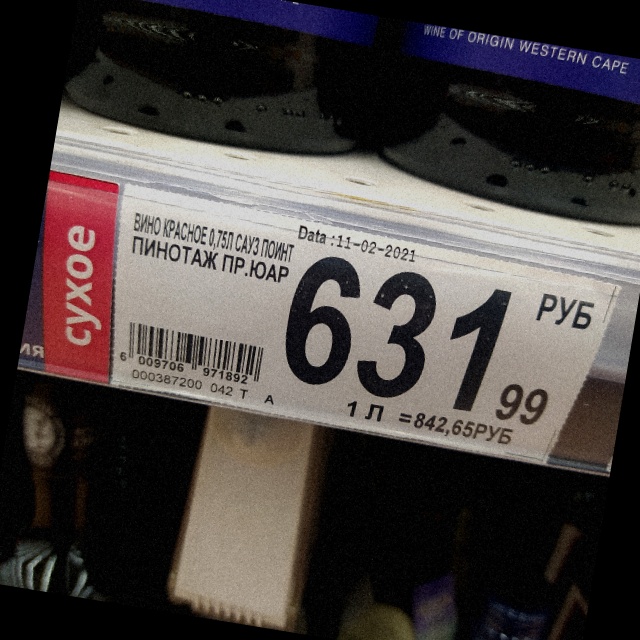 WINE OF ORIGIN WESTERN CAPE
сухое
ВИНО КРАСНОЕ 0,75Л САУЗ ПОИНТ
ПИНОТАЖ ПР.ЮАР
Data :11-02-2021
631 99 РУБ
6 009706 971892
000387200 042 Т А
1 Л =842,65РУБ
ИЯ